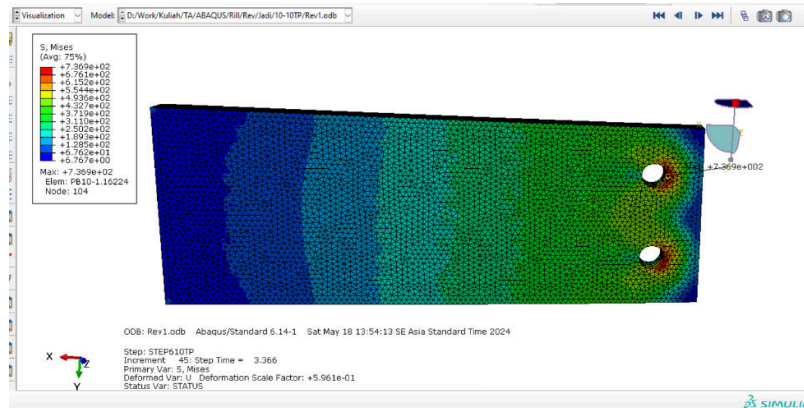 Visualization Model: D:/Work/Kuliah/TA/ABAQUS/Rill/Rev/Jadi/10-10TP/Rev1.odb
S, Mises
(Avg: 75%)
+7.369e+02
+6.761e+02
+6.152e+02
+5.544e+02
+4.936e+02
+4.327e+02
+3.719e+02
+3.110e+02
+2.502e+02
+1.893e+02
+1.285e+02
+6.762e+01
+6.767e+00
Max: +7.369e+02
Elem: PB10-1.16224
Node: 104
+7.369e+002
ODB: Rev1.odb Abaqus/Standard 6.14-1 Sat May 18 13:54:13 SE Asia Standard Time 2024
Step: STEP610TP
Increment 45: Step Time = 3.366
Primary Var: S, Mises
Deformed Var: U Deformation Scale Factor: +5.961e-01
Status Var: STATUS
X
Z
Y
SIMULI